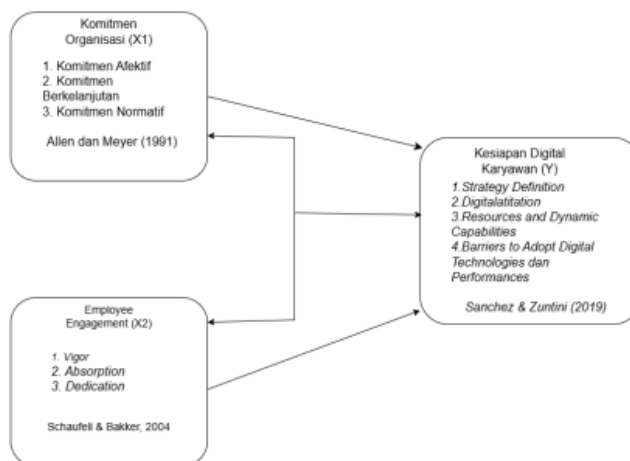 Komitmen
Organisasi (X1)
1. Komitmen Afektif
2. Komitmen
Berkelanjutan
3. Komitmen Normatif
Allen dan Meyer (1991)
Kesiapan Digital
Karyawan (Y)
1.Strategy Definition
2.Digitalatitation
3.Resources and Dynamic
Capabilities
4.Barriers to Adopt Digital
Technologies dan
Performances
Sanchez & Zuntini (2019)
Employee
Engagement (X2)
1. Vigor
2. Absorption
3. Dedication
Schaufeli & Bakker, 2004